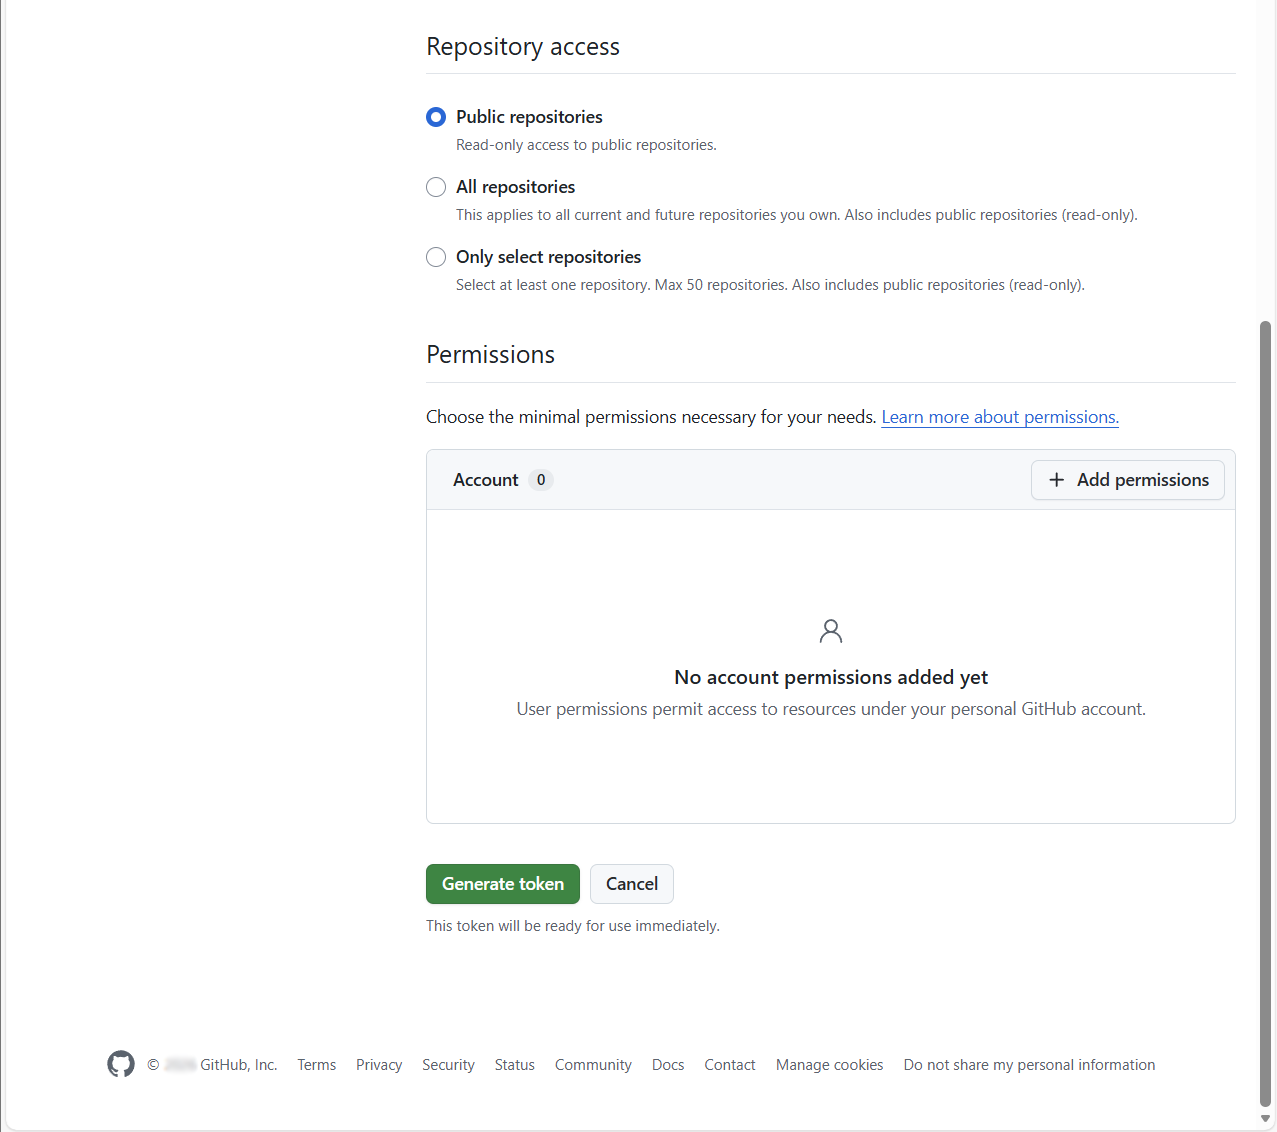 Repository access
Public repositories
Read-only access to public repositories.
All repositories
This applies to all current and future repositories you own. Also includes public repositories (read-only).
Only select repositories
Select at least one repository. Max 50 repositories. Also includes public repositories (read-only).
Permissions
Choose the minimal permissions necessary for your needs. Learn more about permissions.
Account 0 Add permissions
No account permissions added yet
User permissions permit access to resources under your personal GitHub account.
Generate token Cancel
This token will be ready for use immediately.
© GitHub, Inc. Terms Privacy Security Status Community Docs Contact Manage cookies Do not share my personal information